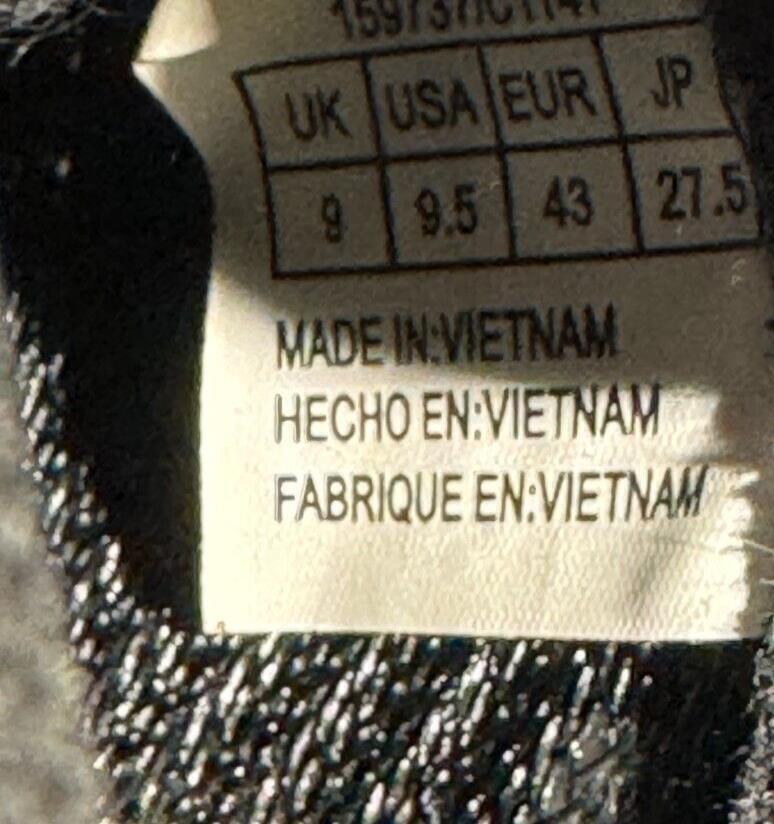 UK USA EUR JP
9 9.5 43 27.5
MADE IN:VIETNAM
HECHO EN:VIETNAM
FABRIQUE EN:VIETNAM